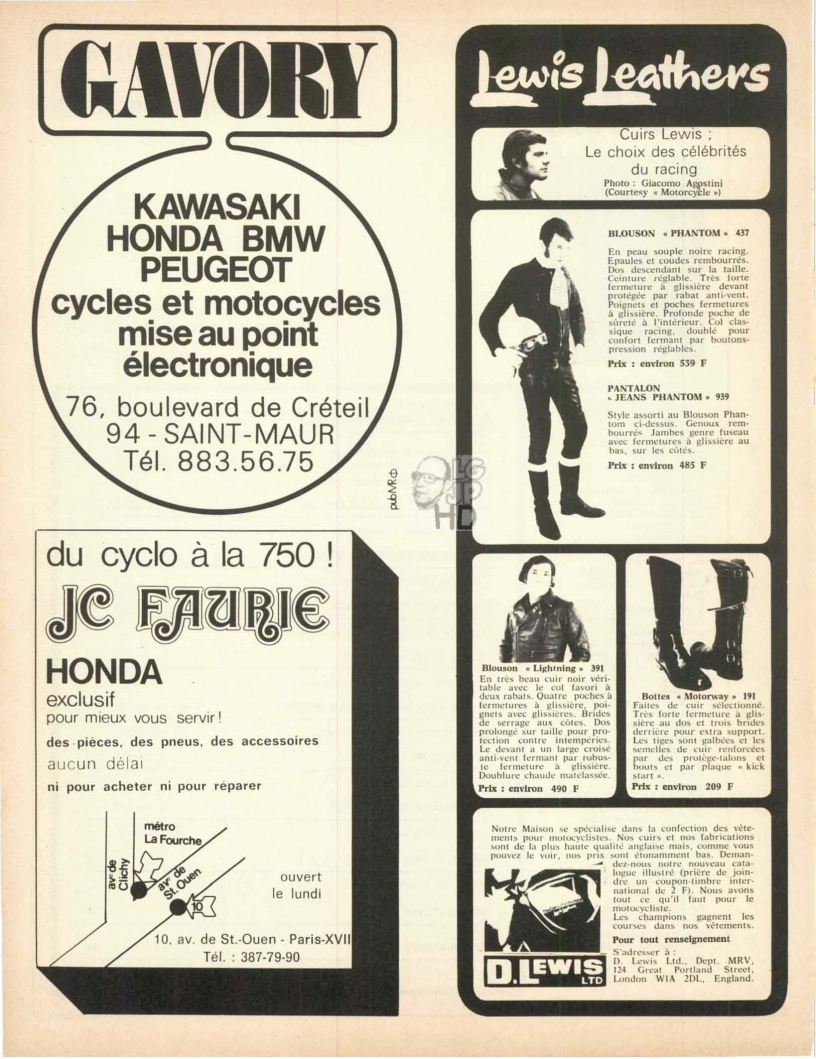 GAVORY
KAWASAKI
HONDA BMW
PEUGEOT
cycles et motocycles
mise au point
électronique
76, boulevard de Créteil
94 - SAINT-MAUR
Tél. 883.56.75
pub MR
LG
JP
HD
du cyclo à la 750 !
JC FAURIE
HONDA
exclusif
pour mieux vous servir !
des pièces, des pneus, des accessoires
aucun délai
ni pour acheter ni pour réparer
métro
La Fourche
av. de
Clichy
av. de
St. Ouen
10
ouvert
le lundi
10, av. de St.-Ouen - Paris-XVII
Tél. : 387-79-90
Lewis Leathers
Cuirs Lewis ;
Le choix des célébrités
du racing
Photo : Giacomo Agostini
(Courtesy « Motorcycle »)
BLOUSON « PHANTOM » 437
En peau souple noire racing.
Epaules et coudes rembourrés.
Dos descendant sur la taille.
Ceinture réglable. Très forte
fermeture à glissière devant
protégée par rabat anti-vent.
Poignets et poches fermetures
à glissière. Profonde poche de
sûreté à l'intérieur. Col clas-
sique racing, doublé pour
confort fermant par boutons-
pression réglables.
Prix : environ 539 F
PANTALON
« JEANS PHANTOM » 939
Style assorti au Blouson Phan-
tom ci-dessus. Genoux rem-
bourrés Jambes genre fuseau
avec fermetures à glissière au
bas, sur les côtés.
Prix : environ 485 F
Blouson « Lightning » 391
En très beau cuir noir véri-
table avec le col favori à
deux rabats. Quatre poches à
fermetures à glissière, poi-
gnets avec glissières. Brides
de serrage aux côtes. Dos
prolongé sur taille pour pro-
tection contre intempéries.
Le devant a un large croisé
anti-vent fermant par robus-
te fermeture à glissière.
Doublure chaude matelassée.
Prix : environ 490 F
Bottes « Motorway » 191
Faites de cuir sélectionné.
Très forte fermeture à glis-
sière au dos et trois brides
derrière pour extra support.
Les tiges sont galbées et les
semelles de cuir renforcées
par des protège-talons et
bouts et par plaque « kick
start ».
Prix : environ 209 F
Notre Maison se spécialise dans la confection des vête-
ments pour motocyclistes. Nos cuirs et nos fabrications
sont de la plus haute qualité anglaise mais, comme vous
pouvez le voir, nos prix sont étonamment bas. Deman-
dez-nous notre nouveau cata-
logue illustré (prière de join-
dre un coupon-timbre inter-
national de 2 F). Nous avons
tout ce qu'il faut pour le
motocycliste.
Les champions gagnent les
courses dans nos vêtements.
Pour tout renseignement
S'adresser à :
D. Lewis Ltd., Dept. MRV,
124 Great Portland Street,
London W1A 2DL, England.
D.LEWIS
LTD